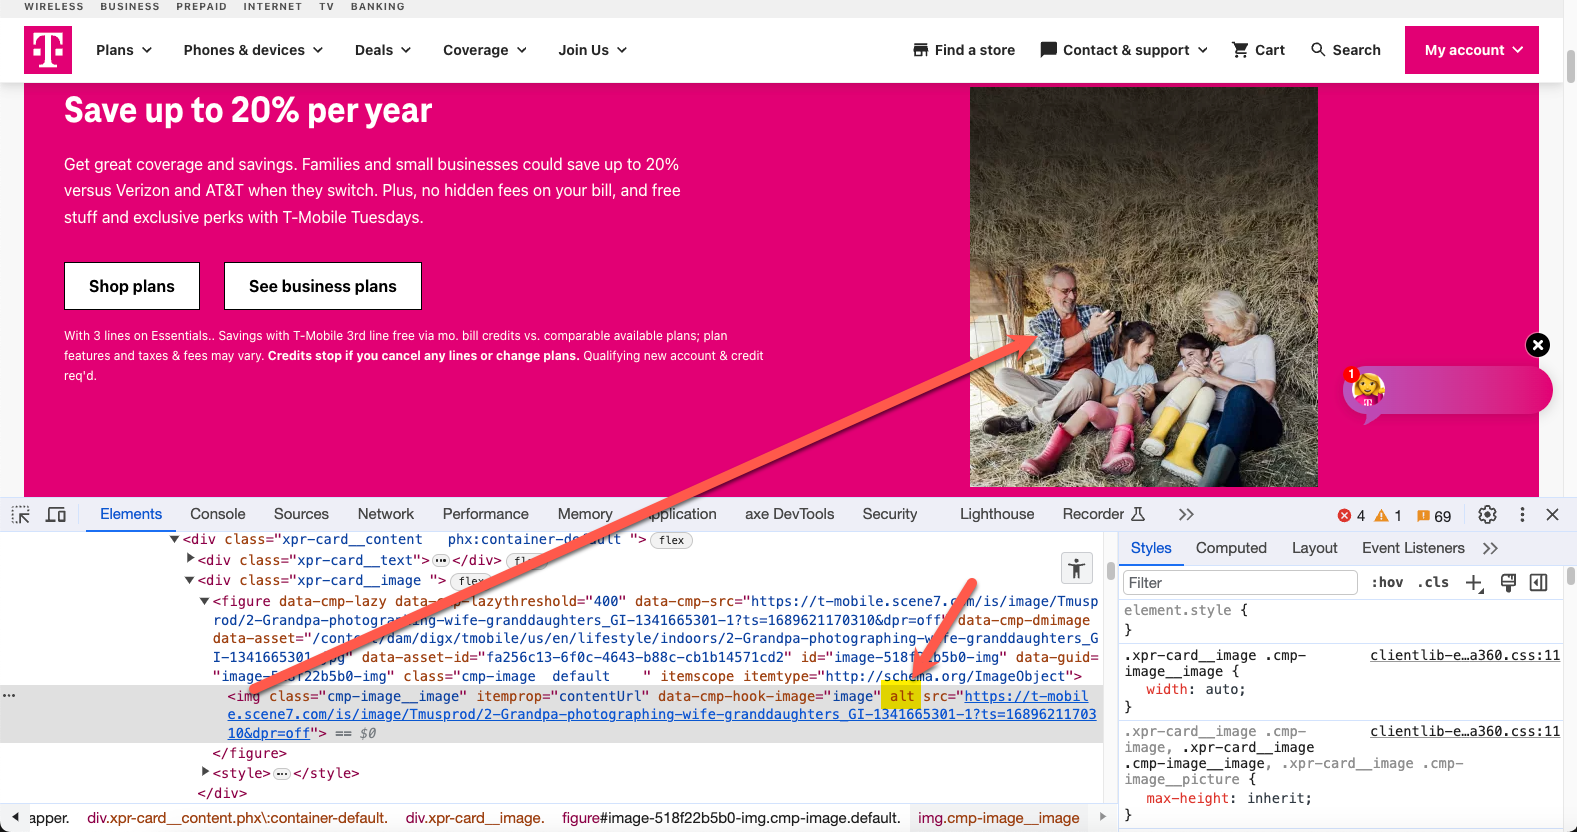 WIRELESS BUSINESS PREPAID INTERNET TV BANKING
T Plans Phones & devices Deals Coverage Join Us Find a store Contact & support Cart Search My account
Save up to 20% per year
Get great coverage and savings. Families and small businesses could save up to 20%
versus Verizon and AT&T when they switch. Plus, no hidden fees on your bill, and free
stuff and exclusive perks with T-Mobile Tuesdays.
Shop plans See business plans
With 3 lines on Essentials.. Savings with T-Mobile 3rd line free via mo. bill credits vs. comparable available plans; plan
features and taxes & fees may vary. Credits stop if you cancel any lines or change plans. Qualifying new account & credit
req'd.
1
T
Elements Console Sources Network Performance Memory Application axe DevTools Security Lighthouse Recorder 4 1 69
<div class="xpr-card__content phx:container-default "> flex
<div class="xpr-card__text"> </div> flex
<div class="xpr-card__image "> flex
<figure data-cmp-lazy data-cmp-lazythreshold="400" data-cmp-src="https://t-mobile.scene7.com/is/image/Tmusp
rod/2-Grandpa-photographing-wife-granddaughters_GI-1341665301-1?ts=1689621170310&dpr=off" data-cmp-dmimage
data-asset="/content/dam/digx/tmobile/us/en/lifestyle/indoors/2-Grandpa-photographing-wife-granddaughters_G
I-1341665301.jpg" data-asset-id="fa256c13-6f0c-4643-b88c-cb1b14571cd2" id="image-518f22b5b0-img" data-guid=
"image-518f22b5b0-img" class="cmp-image default " itemscope itemtype="http://schema.org/ImageObject">
<img class="cmp-image__image" itemprop="contentUrl" data-cmp-hook-image="image" alt src="https://t-mobil
e.scene7.com/is/image/Tmusprod/2-Grandpa-photographing-wife-granddaughters_GI-1341665301-1?ts=16896211703
10&dpr=off"> == $0
</figure>
<style> </style>
</div>
apper. div.xpr-card__content.phx\:container-default. div.xpr-card__image. figure#image-518f22b5b0-img.cmp-image.default. img.cmp-image__image
Styles Computed Layout Event Listeners
Filter :hov .cls
element.style {
}
.xpr-card__image .cmp- clientlib-e…a360.css:11
image__image {
width: auto;
}
.xpr-card__image .cmp- clientlib-e…a360.css:11
image, .xpr-card__image
.cmp-image__image, .xpr-card__image .cmp-
image__picture {
max-height: inherit;
}